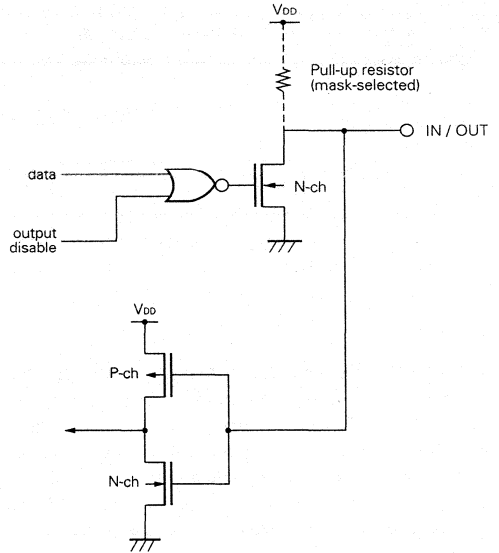 VDD
Pull-up resistor
(mask-selected)
IN / OUT
data
N-ch
output
disable
VDD
P-ch
N-ch